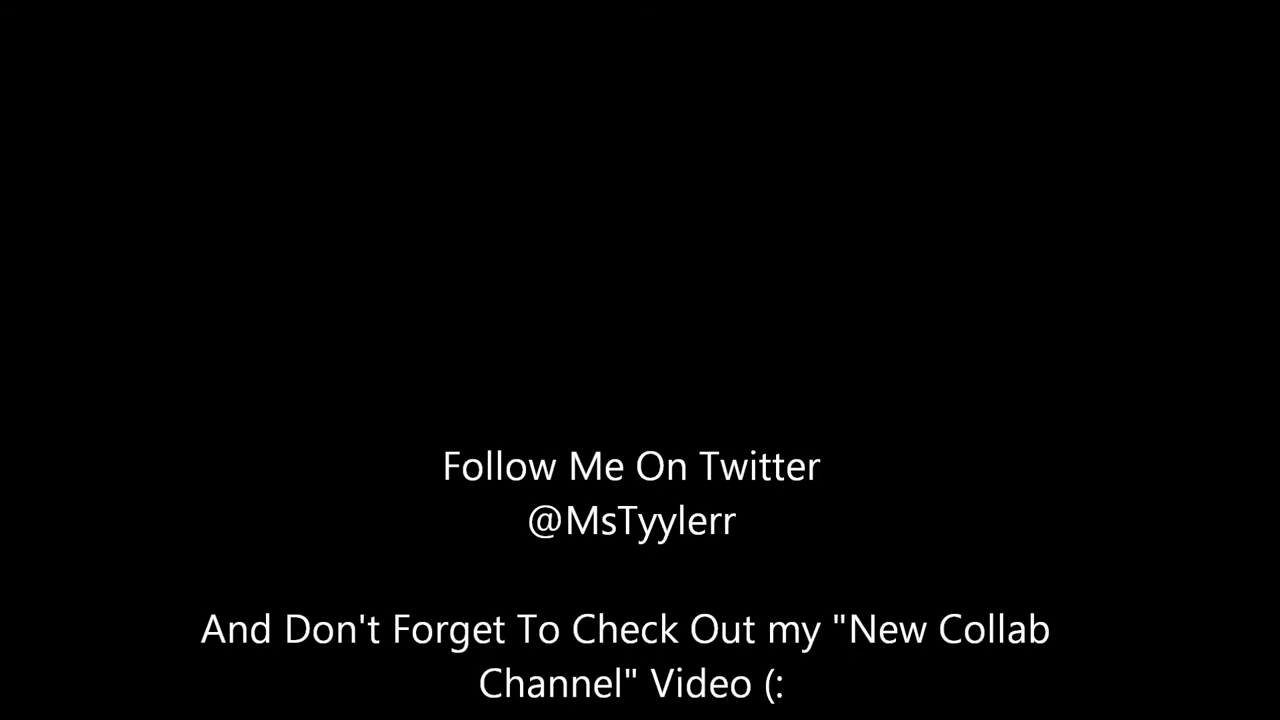 Follow Me On Twitter
@MsTyylerr
And Don't Forget To Check Out my "New Collab
Channel" Video (: